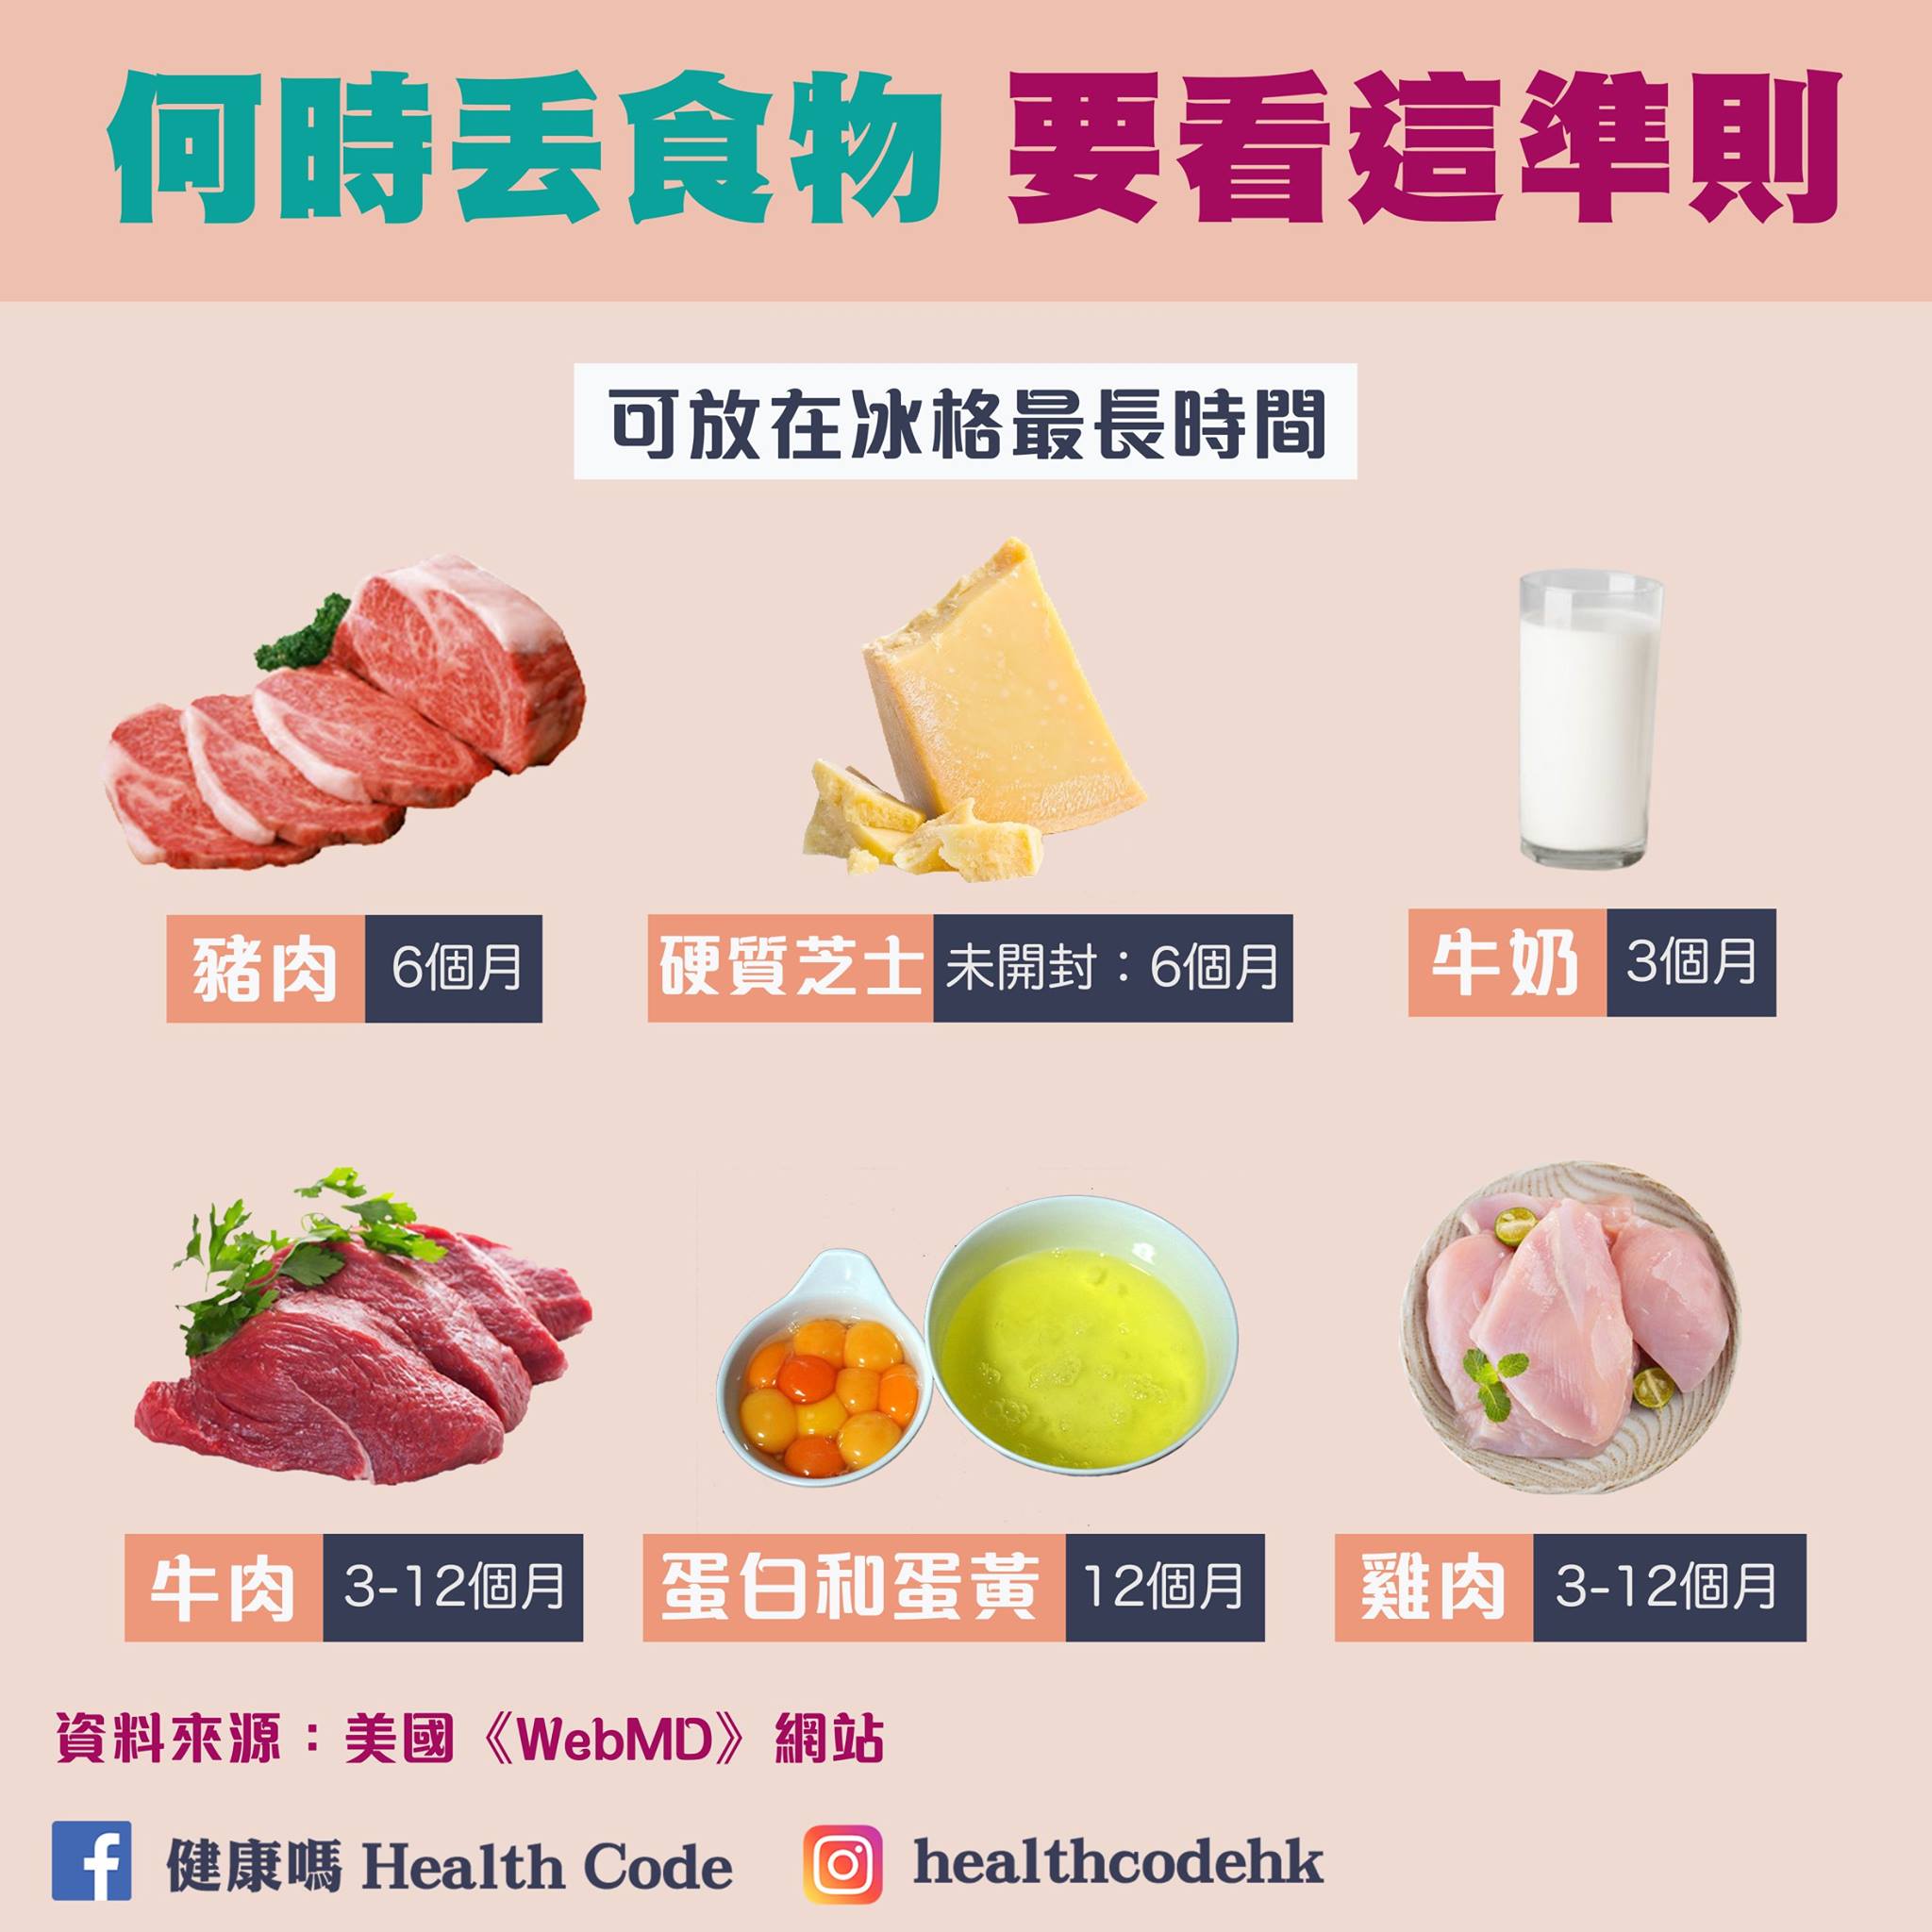 何時丟食物 要看這準則
可放在冰格最長時間
豬肉 6個月
硬質芝士 未開封：6個月
牛奶 3個月
牛肉 3-12個月
蛋白和蛋黃 12個月
雞肉 3-12個月
資料來源：美國《WebMD》網站
健康嗎 Health Code
healthcodehk